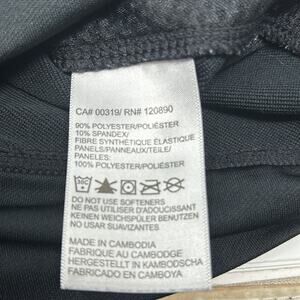 CA# 00319/ RN# 120890
90% POLYESTER/POLIÉSTER
10% SPANDEX/
FIBRE SYNTHÉTIQUE ÉLASTIQUE
PANELS/PANNEAUX/TEILE/
PANELES:
100% POLYESTER/POLIÉSTER
DO NOT USE SOFTENERS
NE PAS UTILISER D'ADOUCISSANT
KEINEN WEICHSPÜLER BENUTZEN
NO USAR SUAVIZANTES
MADE IN CAMBODIA
FABRIQUE AU CAMBODGE
HERGESTELLT IN KAMBODSCHA
FABRICADO EN CAMBOYA